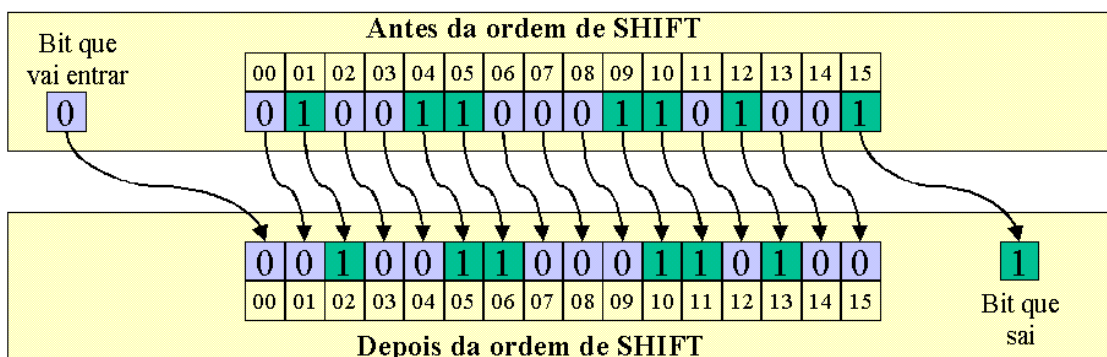 Antes da ordem de SHIFT
Bit que
vai entrar
00 01 02 03 04 05 06 07 08 09 10 11 12 13 14 15
0 0 1 0 0 1 1 0 0 0 1 1 0 1 0 0 1
0 0 1 0 0 1 1 0 0 0 1 1 0 1 0 0 1
00 01 02 03 04 05 06 07 08 09 10 11 12 13 14 15
Bit que
sai
Depois da ordem de SHIFT